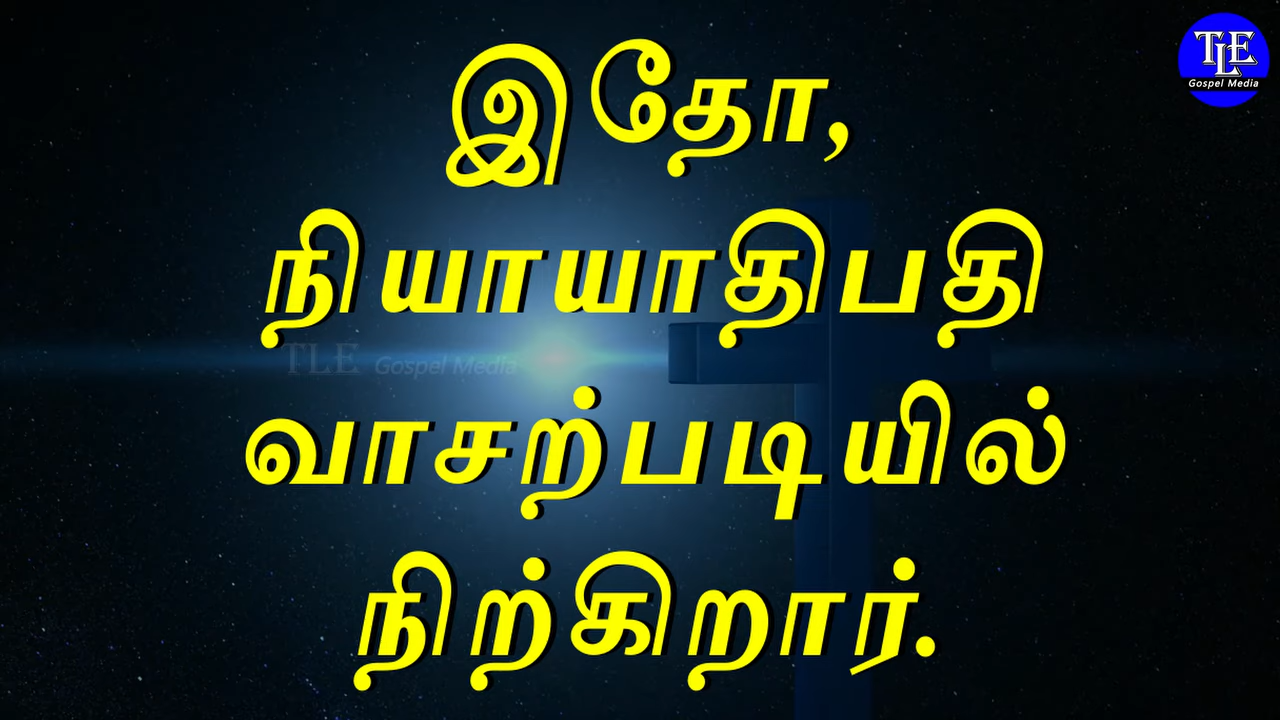 TLE
Gospel Media
இதோ,
நியாயாதிபதி
TLE Gospel Media
வாசற்படியில்
நிற்கிறார்.